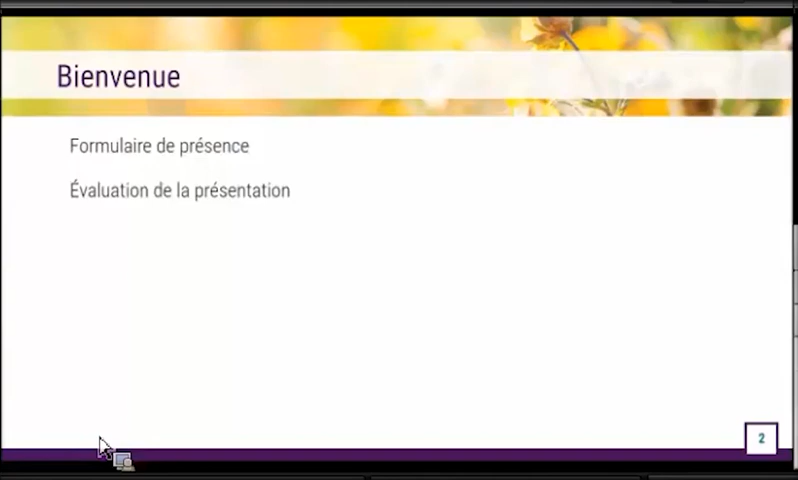 Bienvenue
Formulaire de présence
Évaluation de la présentation
2